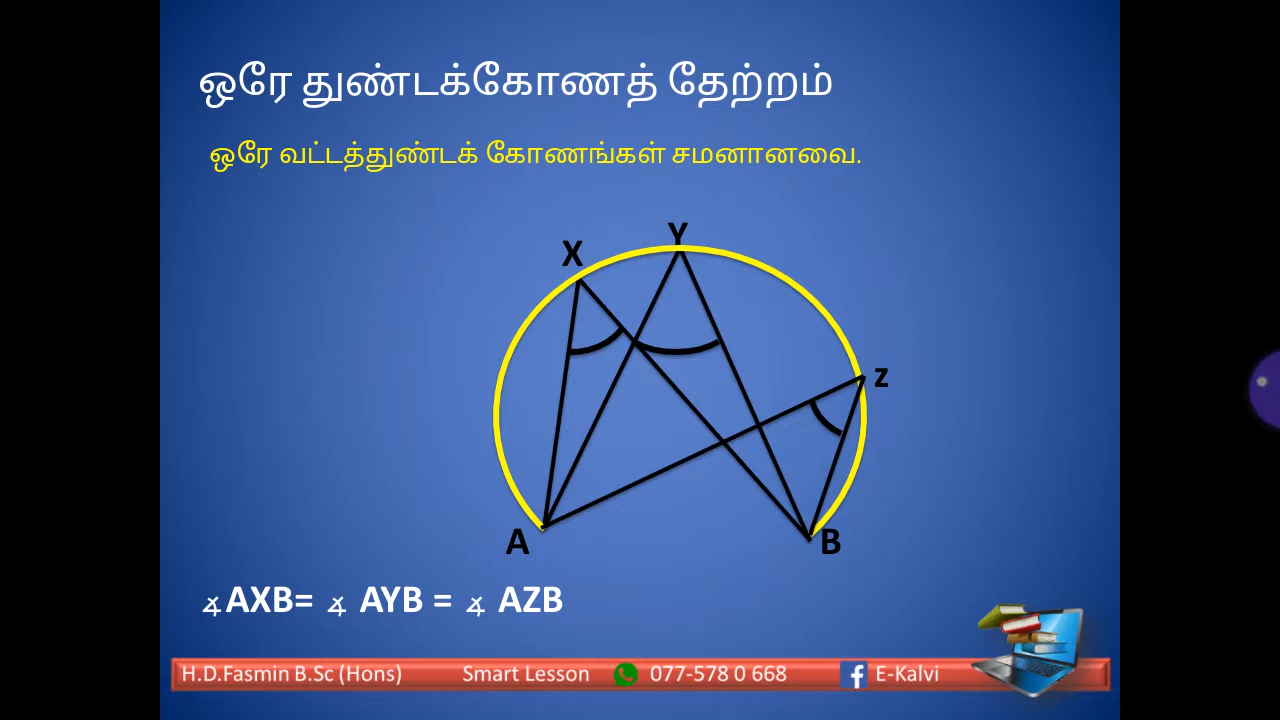 ஒரே துண்டக்கோணத் தேற்றம்
ஒரே வட்டத்துண்டக் கோணங்கள் சமனானவை.
Y
X
z
A
B
∡AXB= ∡ AYB = ∡ AZB
H.D.Fasmin B.Sc (Hons) Smart Lesson 077-578 0 668 E-Kalvi